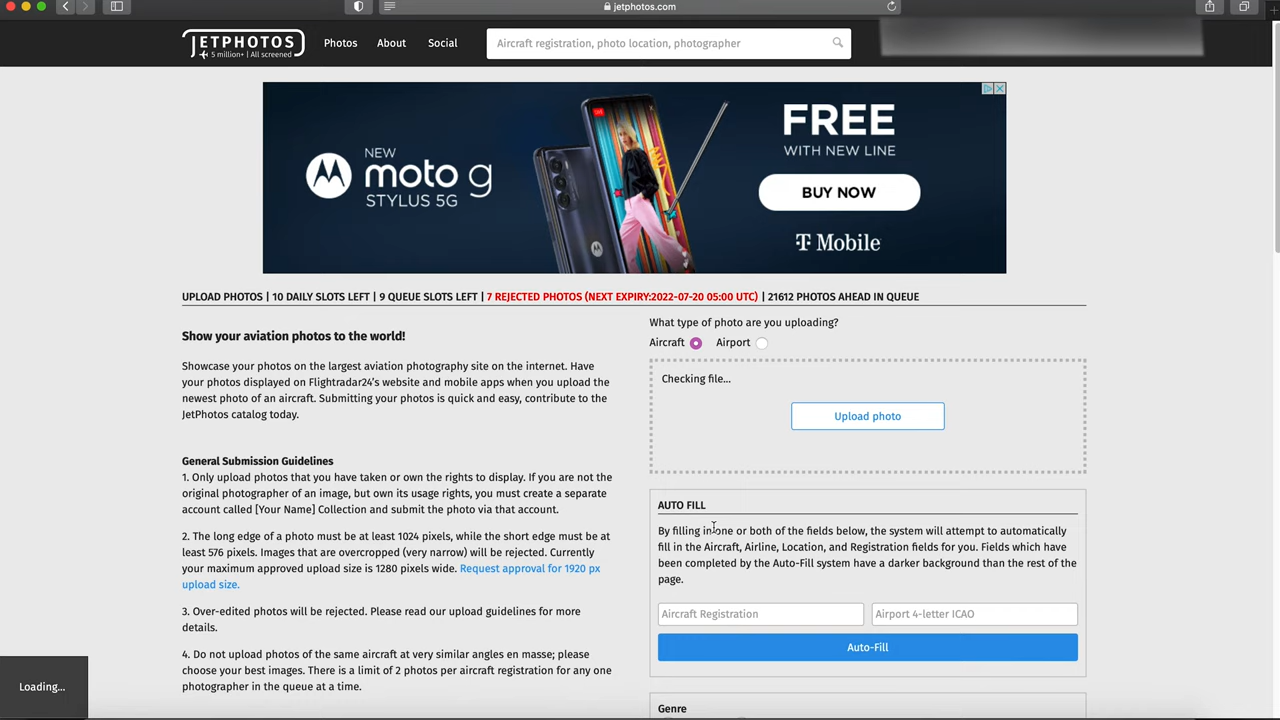 jetphotos.com
JETPHOTOS
5 million+ | All screened
Photos
About
Social
Aircraft registration, photo location, photographer
NEW
moto g
STYLUS 5G
FREE
WITH NEW LINE
BUY NOW
T Mobile
UPLOAD PHOTOS | 10 DAILY SLOTS LEFT | 9 QUEUE SLOTS LEFT | 7 REJECTED PHOTOS (NEXT EXPIRY:2022-07-20 05:00 UTC) | 21612 PHOTOS AHEAD IN QUEUE
Show your aviation photos to the world!
Showcase your photos on the largest aviation photography site on the internet. Have
your photos displayed on Flightradar24's website and mobile apps when you upload the
newest photo of an aircraft. Submitting your photos is quick and easy, contribute to the
JetPhotos catalog today.
General Submission Guidelines
1. Only upload photos that you have taken or own the rights to display. If you are not the
original photographer of an image, but own its usage rights, you must create a separate
account called [Your Name] Collection and submit the photo via that account.
2. The long edge of a photo must be at least 1024 pixels, while the short edge must be at
least 576 pixels. Images that are overcropped (very narrow) will be rejected. Currently
your maximum approved upload size is 1280 pixels wide. Request approval for 1920 px
upload size.
3. Over-edited photos will be rejected. Please read our upload guidelines for more
details.
4. Do not upload photos of the same aircraft at very similar angles en masse; please
choose your best images. There is a limit of 2 photos per aircraft registration for any one
photographer in the queue at a time.
What type of photo are you uploading?
Aircraft
Airport
Checking file...
Upload photo
AUTO FILL
By filling in one or both of the fields below, the system will attempt to automatically
fill in the Aircraft, Airline, Location, and Registration fields for you. Fields which have
been completed by the Auto-Fill system have a darker background than the rest of the
page.
Aircraft Registration
Airport 4-letter ICAO
Auto-Fill
Genre
Loading...